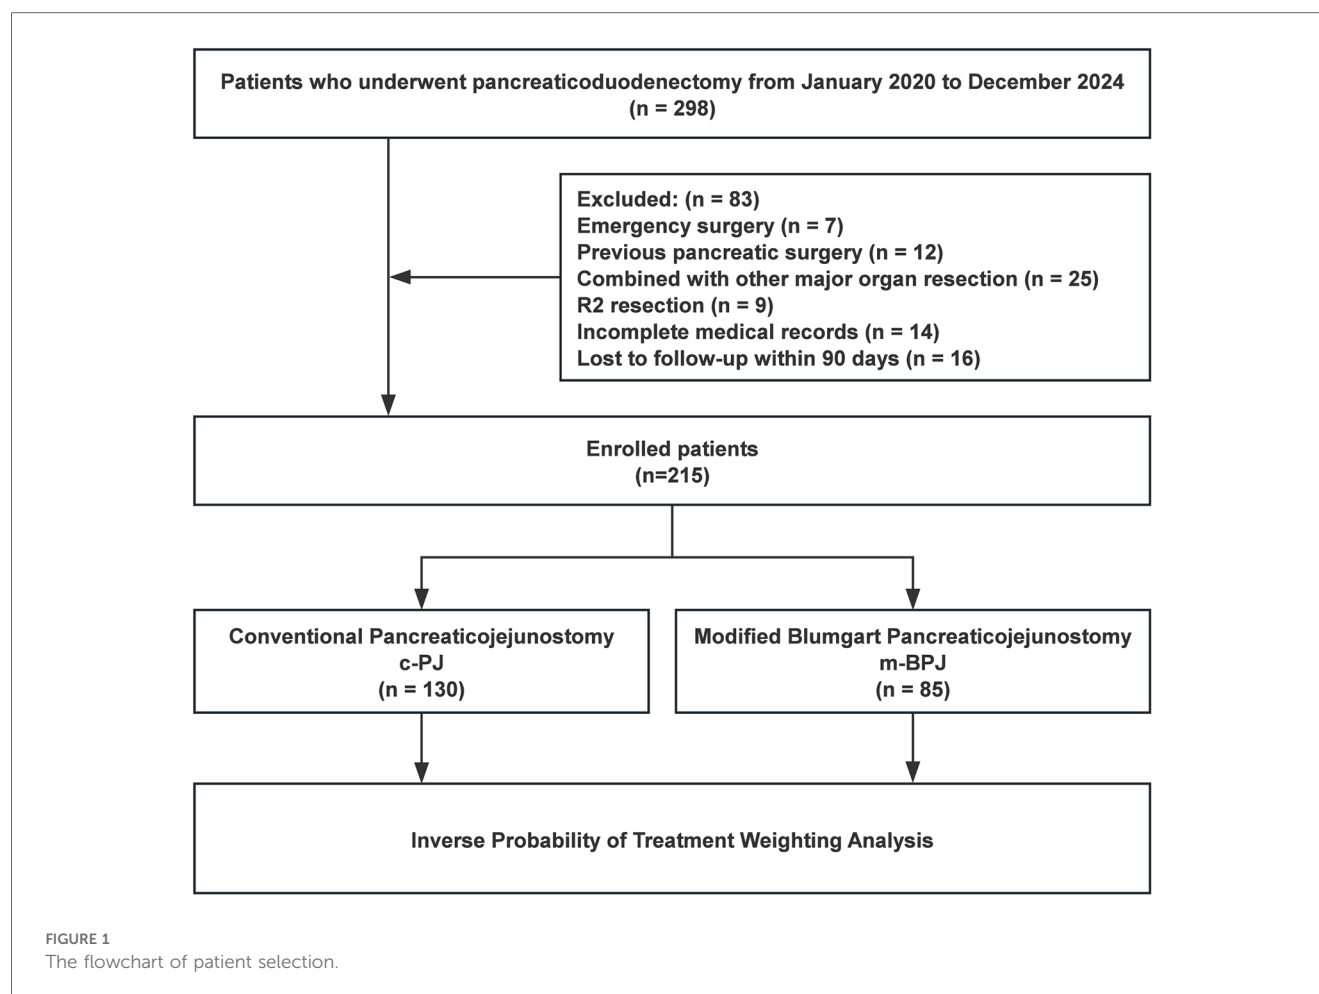 Patients who underwent pancreaticoduodenectomy from January 2020 to December 2024
(n = 298)
Excluded: (n = 83)
Emergency surgery (n = 7)
Previous pancreatic surgery (n = 12)
Combined with other major organ resection (n = 25)
R2 resection (n = 9)
Incomplete medical records (n = 14)
Lost to follow-up within 90 days (n = 16)
Enrolled patients
(n=215)
Conventional Pancreaticojejunostomy
c-PJ
(n = 130)
Modified Blumgart Pancreaticojejunostomy
m-BPJ
(n = 85)
Inverse Probability of Treatment Weighting Analysis
FIGURE 1
The flowchart of patient selection.